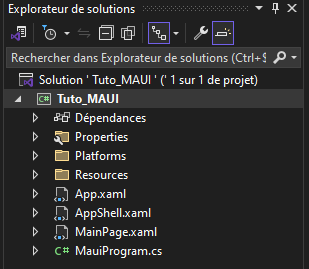 Explorateur de solutions
Rechercher dans Explorateur de solutions (Ctrl+$
Solution ' Tuto_MAUI ' (' 1 sur 1 de projet)
C# Tuto_MAUI
Dépendances
Properties
Platforms
Resources
App.xaml
AppShell.xaml
MainPage.xaml
C# MauiProgram.cs